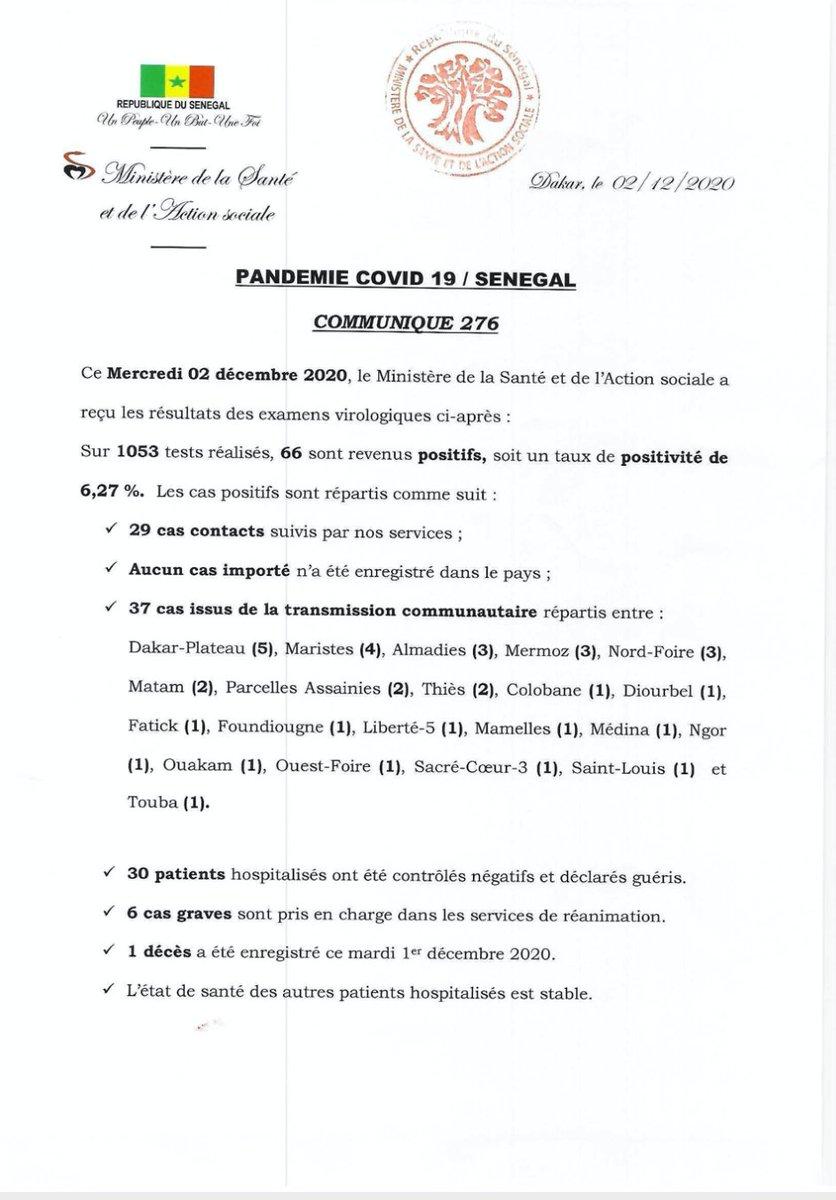 REPUBLIQUE DU SENEGAL
Un Peuple - Un But - Une Foi
Ministère de la Santé
et de l'Action sociale
★ République du Sénégal ★
MINISTÈRE DE LA SANTÉ ET DE L'ACTION SOCIALE
Dakar, le 02/12/2020
PANDEMIE COVID 19 / SENEGAL
COMMUNIQUE 276
Ce Mercredi 02 décembre 2020, le Ministère de la Santé et de l'Action sociale a
reçu les résultats des examens virologiques ci-après :
Sur 1053 tests réalisés, 66 sont revenus positifs, soit un taux de positivité de
6,27 %. Les cas positifs sont répartis comme suit :
✓ 29 cas contacts suivis par nos services ;
✓ Aucun cas importé n'a été enregistré dans le pays ;
✓ 37 cas issus de la transmission communautaire répartis entre :
Dakar-Plateau (5), Maristes (4), Almadies (3), Mermoz (3), Nord-Foire (3),
Matam (2), Parcelles Assainies (2), Thiès (2), Colobane (1), Diourbel (1),
Fatick (1), Foundiougne (1), Liberté-5 (1), Mamelles (1), Médina (1), Ngor
(1), Ouakam (1), Ouest-Foire (1), Sacré-Cœur-3 (1), Saint-Louis (1) et
Touba (1).
✓ 30 patients hospitalisés ont été contrôlés négatifs et déclarés guéris.
✓ 6 cas graves sont pris en charge dans les services de réanimation.
✓ 1 décès a été enregistré ce mardi 1er décembre 2020.
✓ L'état de santé des autres patients hospitalisés est stable.